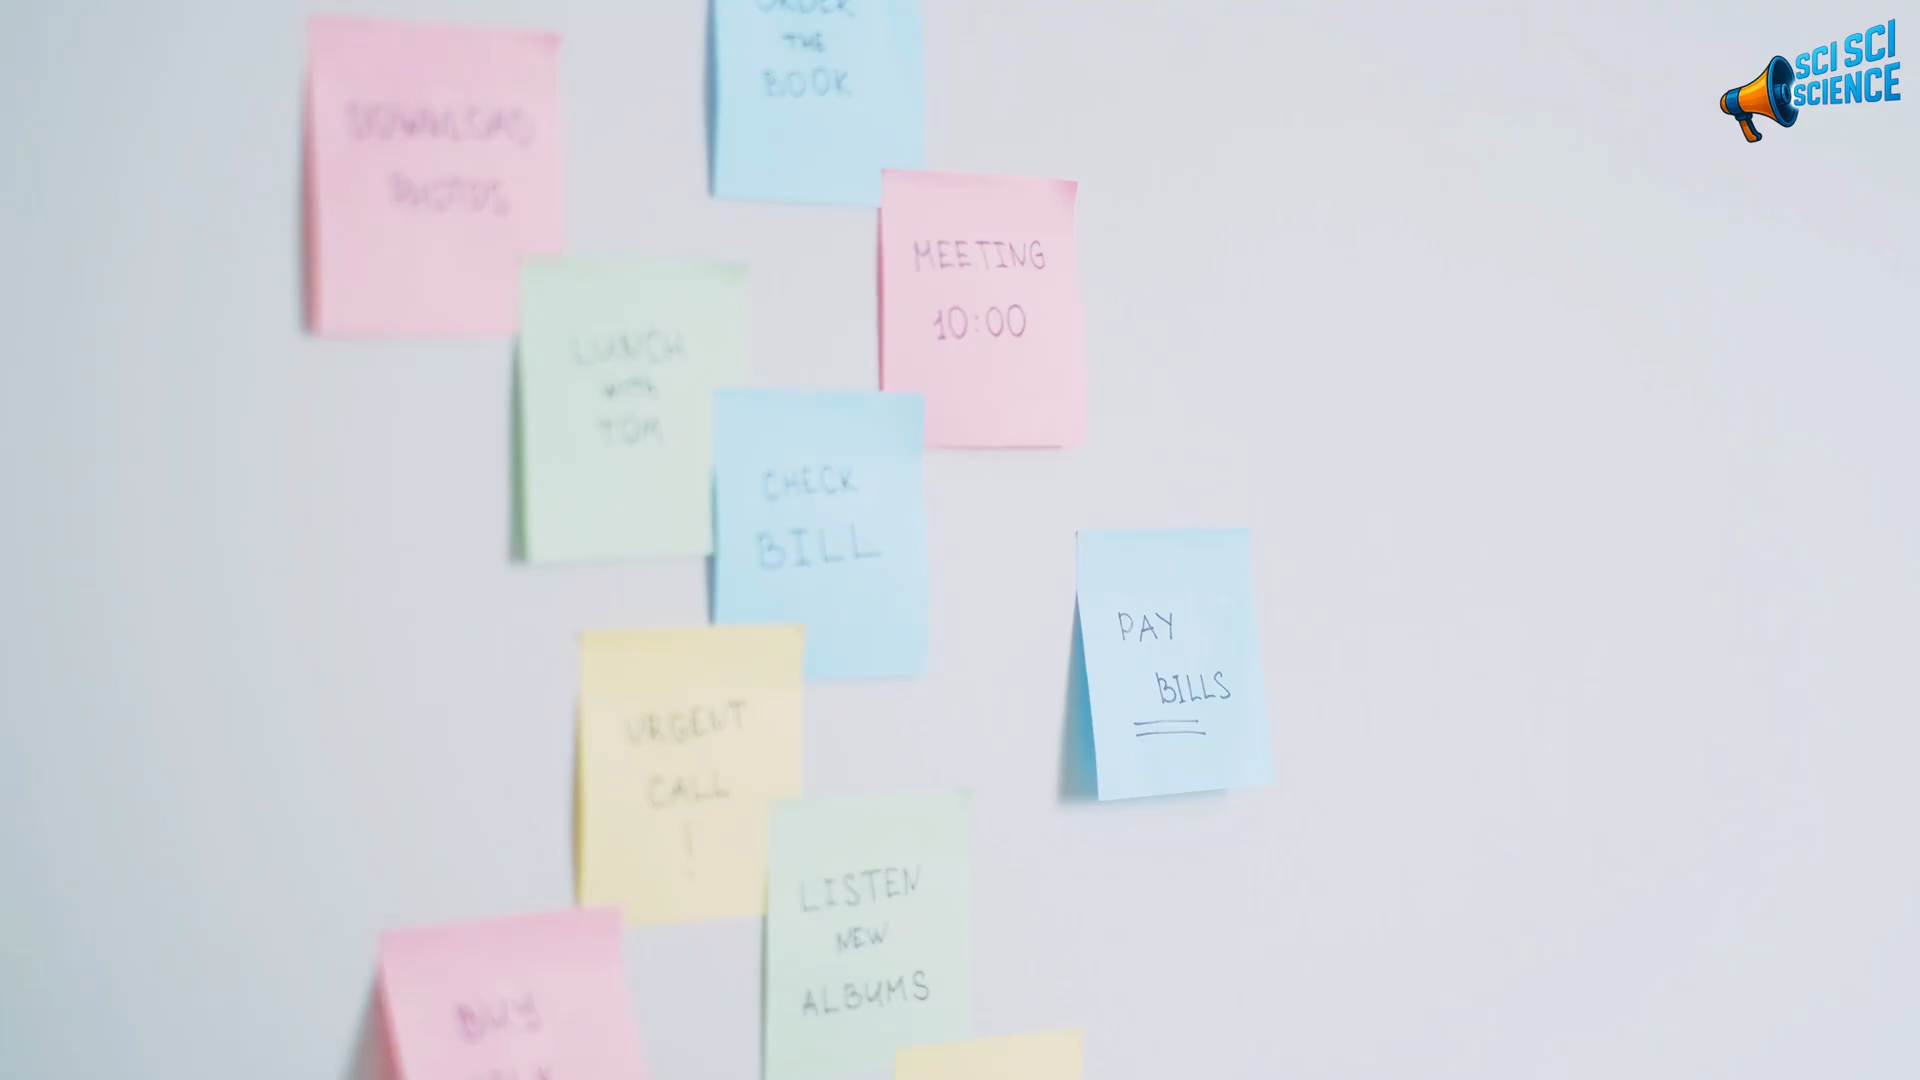 ORDER
THE
BOOK
SCI SCI
SCIENCE
DOWNLOAD
PHOTOS
MEETING
10:00
LUNCH
with
TOM
CHECK
BILL
PAY
BILLS
URGENT
CALL
!
LISTEN
NEW
ALBUMS
BUY